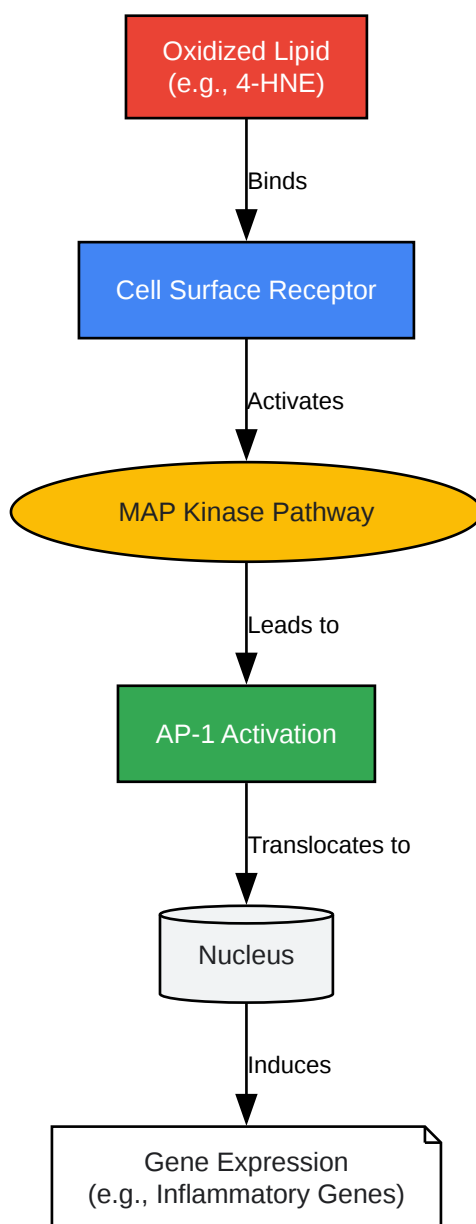 Oxidized Lipid
(e.g., 4-HNE)
Binds
Cell Surface Receptor
Activates
MAP Kinase Pathway
Leads to
AP-1 Activation
Translocates to
Nucleus
Induces
Gene Expression
(e.g., Inflammatory Genes)